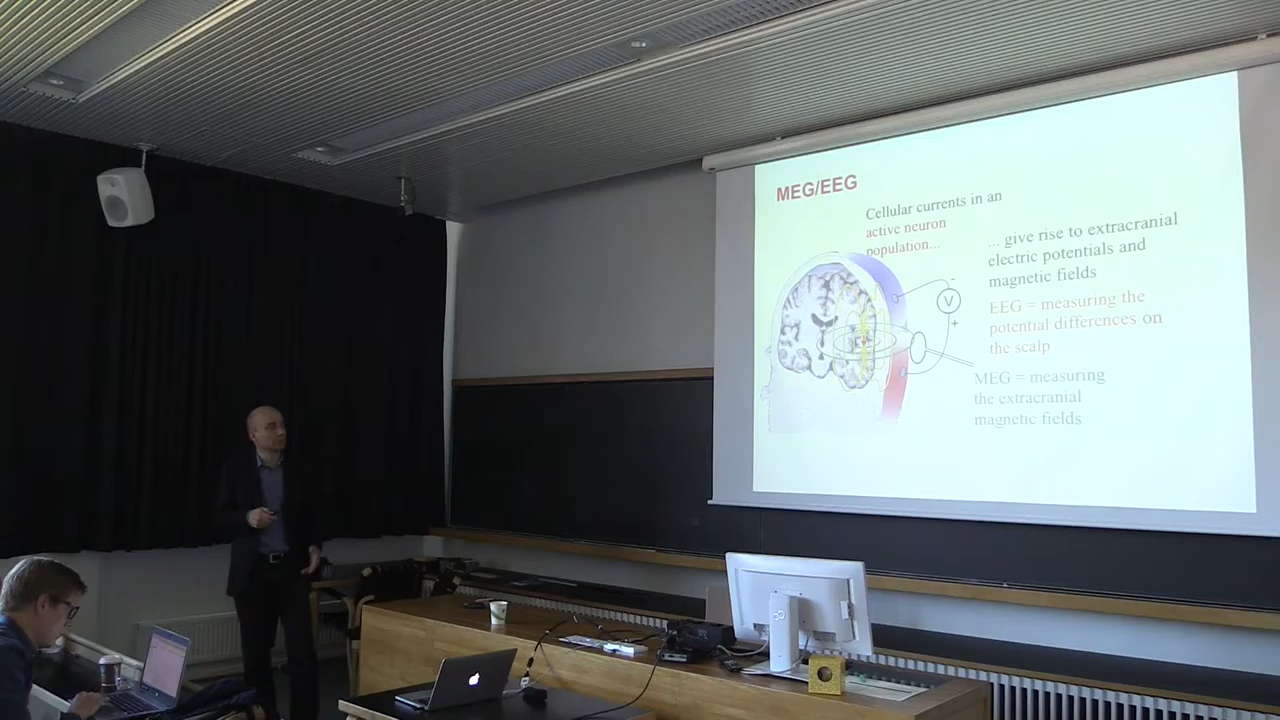 MEG/EEG
Cellular currents in an
active neuron
population...
... give rise to extracranial
electric potentials and
magnetic fields
V
-
+
EEG = measuring the
potential differences on
the scalp
MEG = measuring
the extracranial
magnetic fields